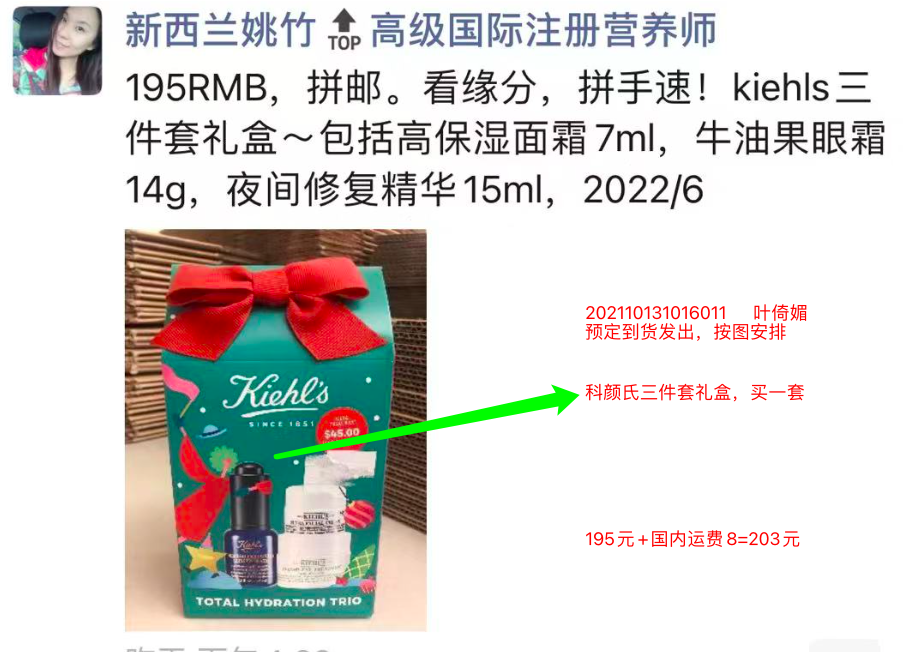 新西兰姚竹 TOP 高级国际注册营养师
195RMB，拼邮。看缘分，拼手速！kiehls三
件套礼盒～包括高保湿面霜7ml，牛油果眼霜
14g，夜间修复精华15ml，2022/6
Kiehl's
SINCE 1851
$45.00
202110131016011 叶倚媚
预定到货发出，按图安排
科颜氏三件套礼盒，买一套
195元+国内运费8=203元
Kiehl's
KIEHL'S
KIEHL'S
TOTAL HYDRATION TRIO